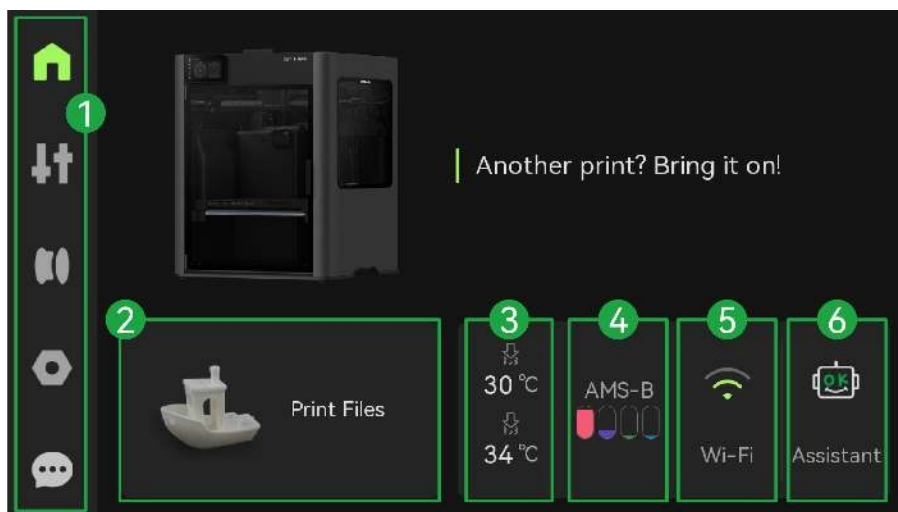 1
Another print? Bring it on!
2
Print Files
3
30 °C
34 °C
4
AMS-B
5
Wi-Fi
6
OK
Assistant